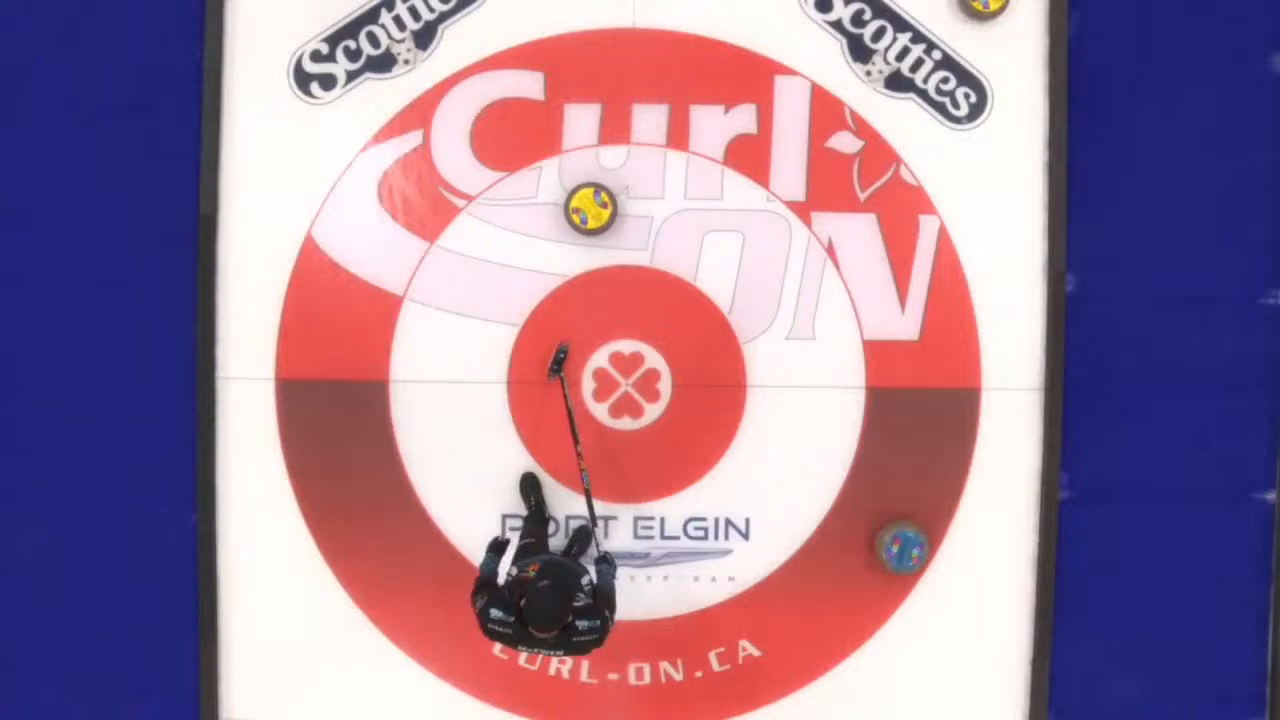 Scotties
Scotties
Curl
ON
PORT ELGIN
CURL-ON.CA